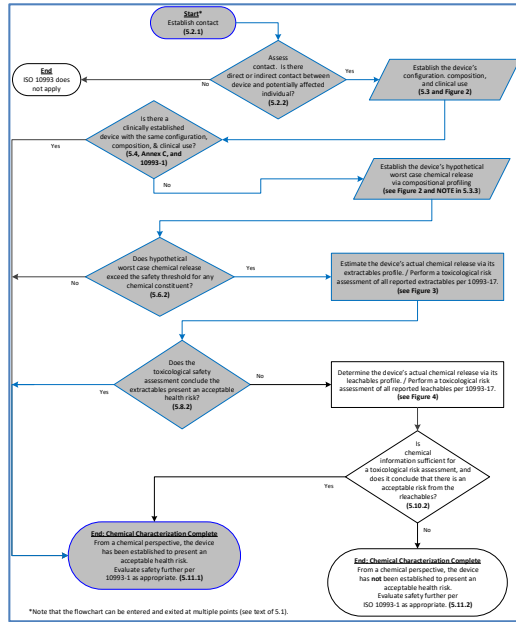 Start*
Establish contact
(5.2.1)
Assess
contact. Is there
direct or indirect contact between
device and potentially affected
individual?
(5.2.2)
Yes
No
End
ISO 10993 does
not apply
Establish the device's
configuration. composition,
and clinical use
(5.3 and Figure 2)
Is there a
clinically established
device with the same configuration,
composition, & clinical use?
(5.4, Annex C, and
10993-1)
Yes
No
Establish the device's hypothetical
worst case chemical release
via compositional profiling
(see Figure 2 and NOTE in 5.3.3)
Does hypothetical
worst case chemical release
exceed the safety threshold for any
chemical constituent?
(5.6.2)
Yes
No
Estimate the device's actual chemical release via its
extractables profile. / Perform a toxicological risk
assessment of all reported extractables per 10993-17.
(see Figure 3)
Does the
toxicological safety
assessment conclude the
extractables present an acceptable
health risk?
(5.8.2)
Yes
No
Determine the device's actual chemical release via its
leachables profile. / Perform a toxicological risk
assessment of all reported leachables per 10993-17.
(see Figure 4)
Is
chemical
information sufficient for
a toxicological risk assessment, and
does it conclude that there is an
acceptable risk from the
rleachables?
(5.10.2)
Yes
No
End: Chemical Characterization Complete
From a chemical perspective, the device
has been established to present an
acceptable health risk.
Evaluate safety further per
10993-1 as appropriate. (5.11.1)
End: Chemical Characterization Complete
From a chemical perspective, the device
has not been established to present an
acceptable health risk.
Evaluate safety further per
ISO 10993-1 as appropriate. (5.11.2)
*Note that the flowchart can be entered and exited at multiple points (see text of 5.1).